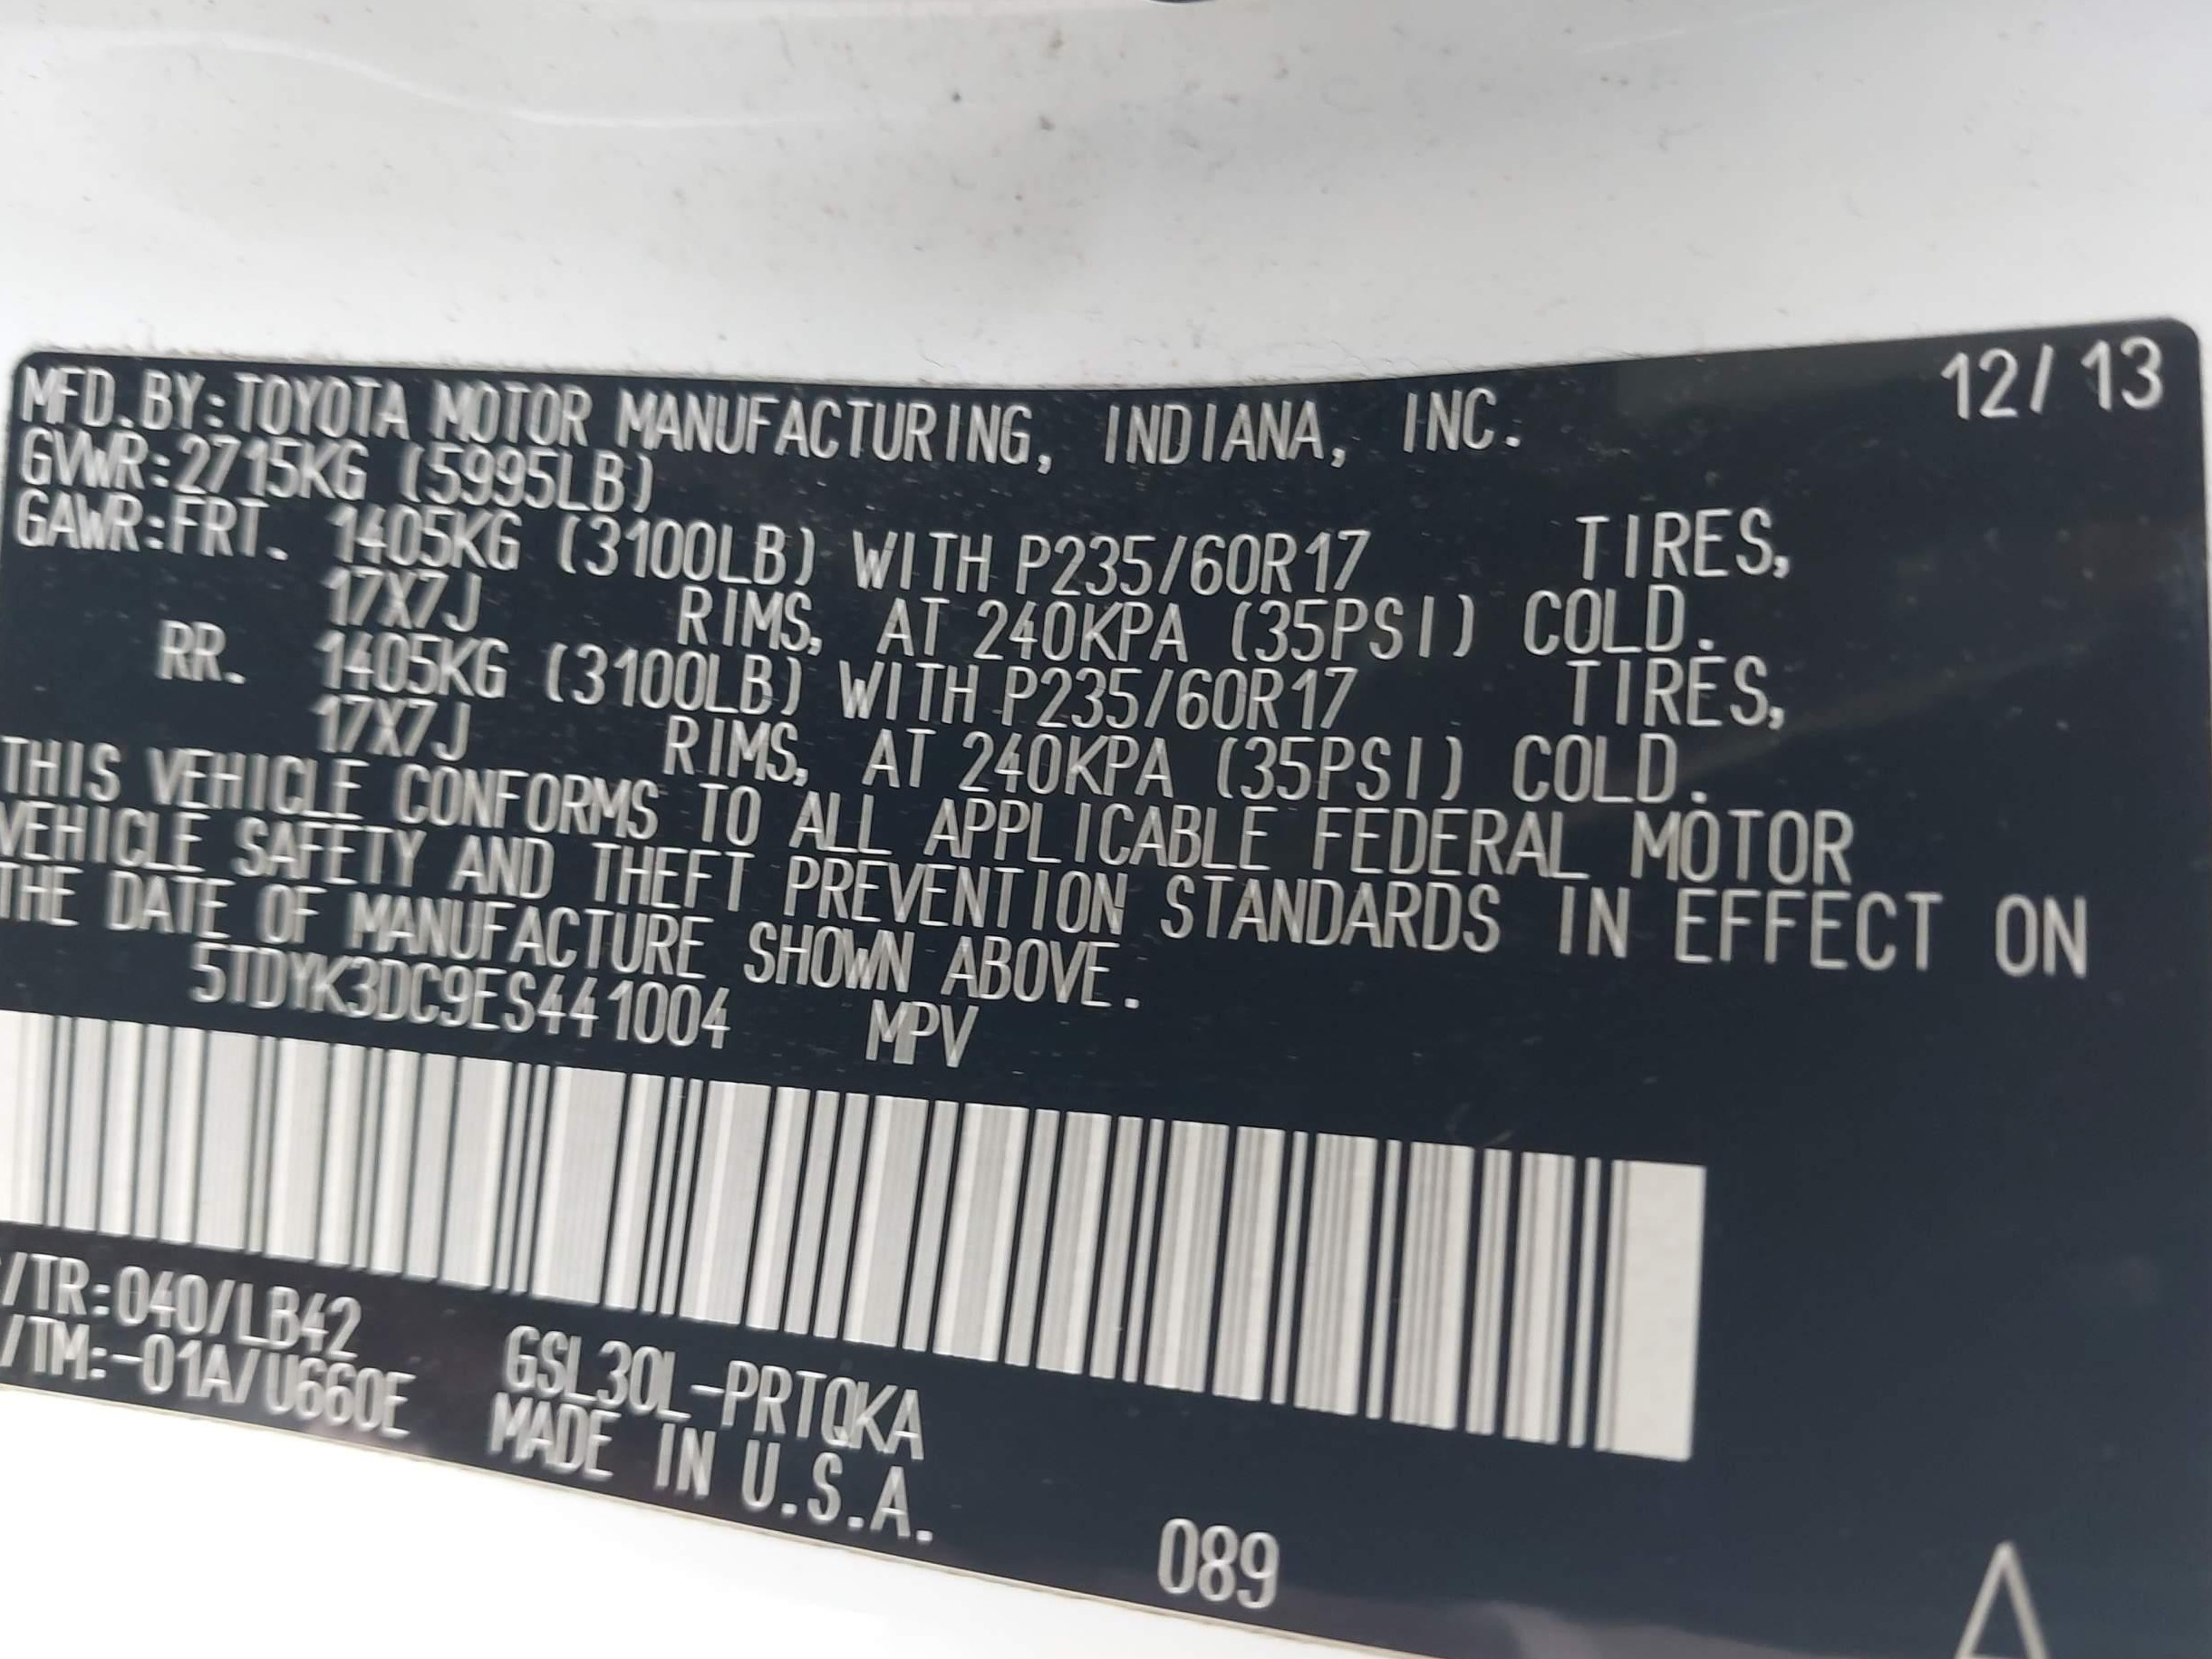 12/13
MFD.BY:TOYOTA MOTOR MANUFACTURING, INDIANA, INC.
GVWR:2715KG (5995LB)
GAWR:FRT. 1405KG (3100LB) WITH P235/60R17 TIRES,
17X7J RIMS, AT 240KPA (35PSI) COLD.
RR. 1405KG (3100LB) WITH P235/60R17 TIRES,
17X7J RIMS, AT 240KPA (35PSI) COLD.
THIS VEHICLE CONFORMS TO ALL APPLICABLE FEDERAL MOTOR
VEHICLE SAFETY AND THEFT PREVENTION STANDARDS IN EFFECT ON
THE DATE OF MANUFACTURE SHOWN ABOVE.
5TDYK3DC9ES441004 MPV
/TR:040/LB42 GSL30L-PRTQKA
/TM:-01A/U660E MADE IN U.S.A.
089
A